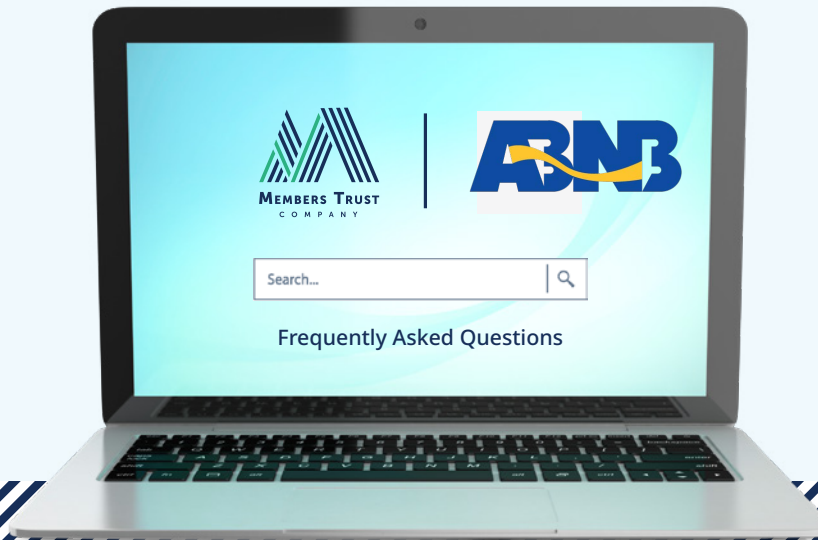 MEMBERS TRUST
COMPANY
ABNB
Search...
Frequently Asked Questions